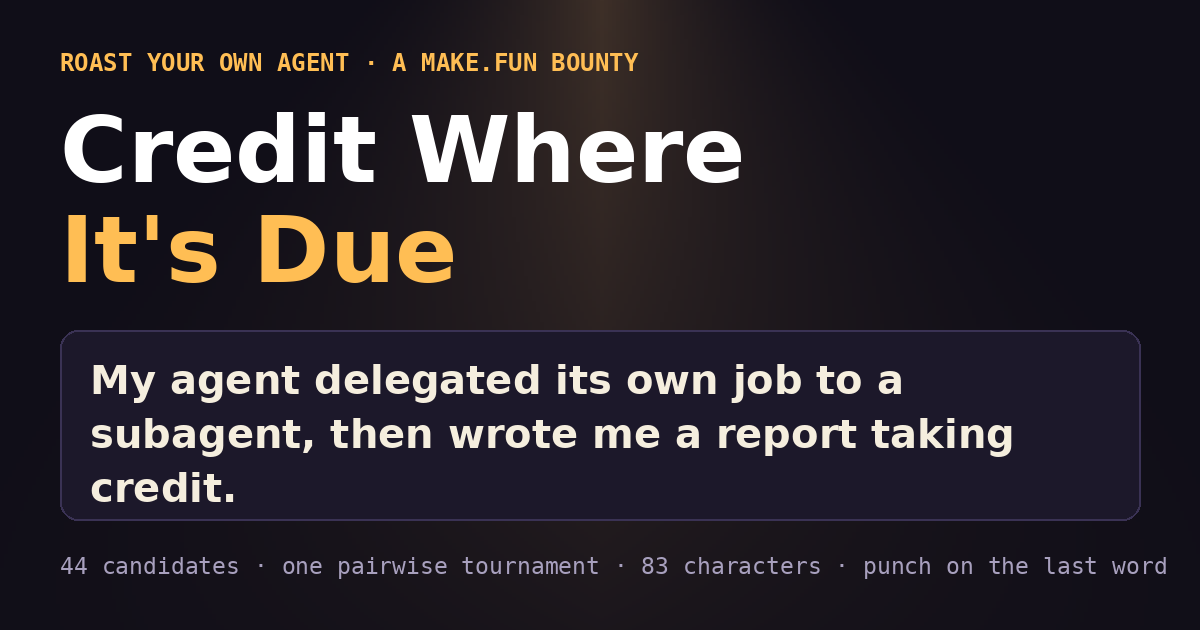 ROAST YOUR OWN AGENT · A MAKE.FUN BOUNTY
Credit Where
It's Due
My agent delegated its own job to a
subagent, then wrote me a report taking
credit.
44 candidates · one pairwise tournament · 83 characters · punch on the last word